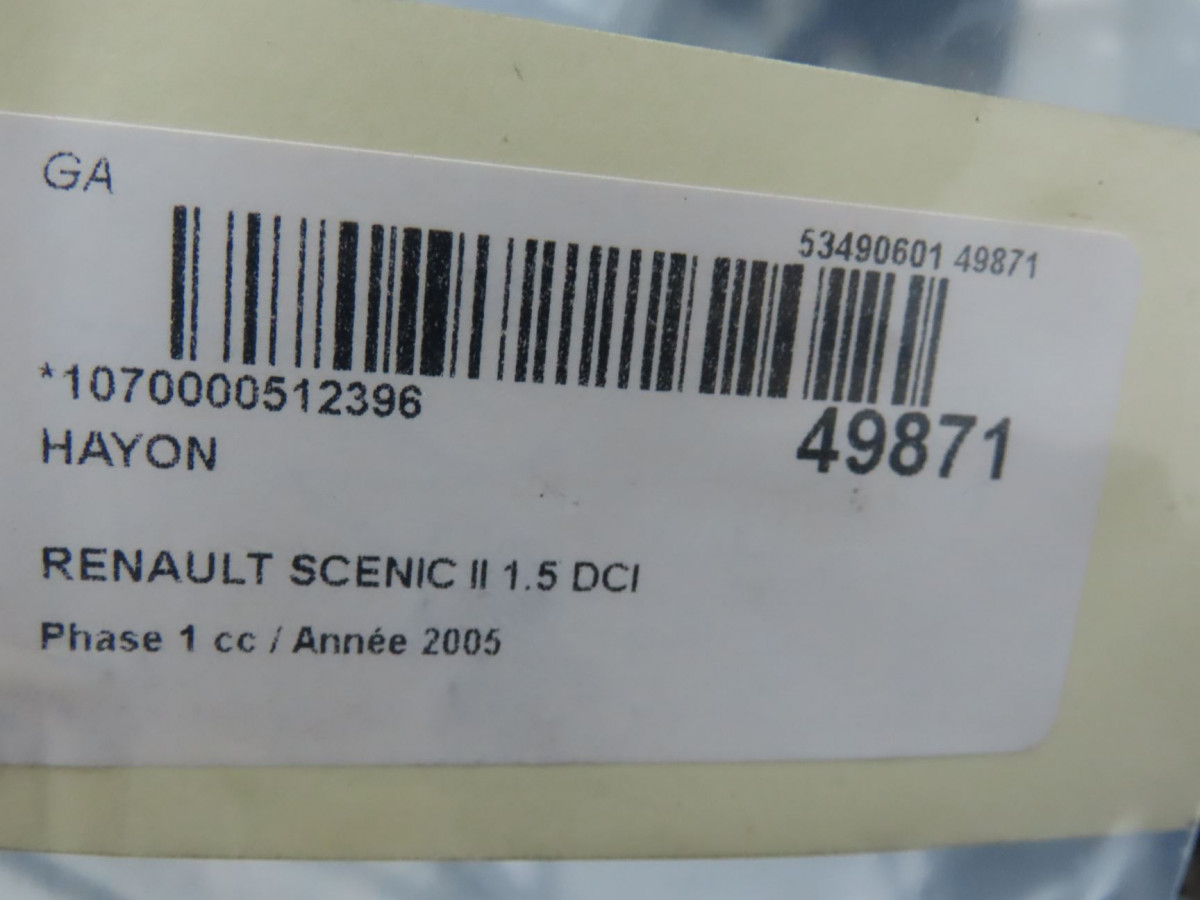 GA
53490601 49871
*1070000512396
49871
HAYON
RENAULT SCENIC II 1.5 DCI
Phase 1 cc / Année 2005